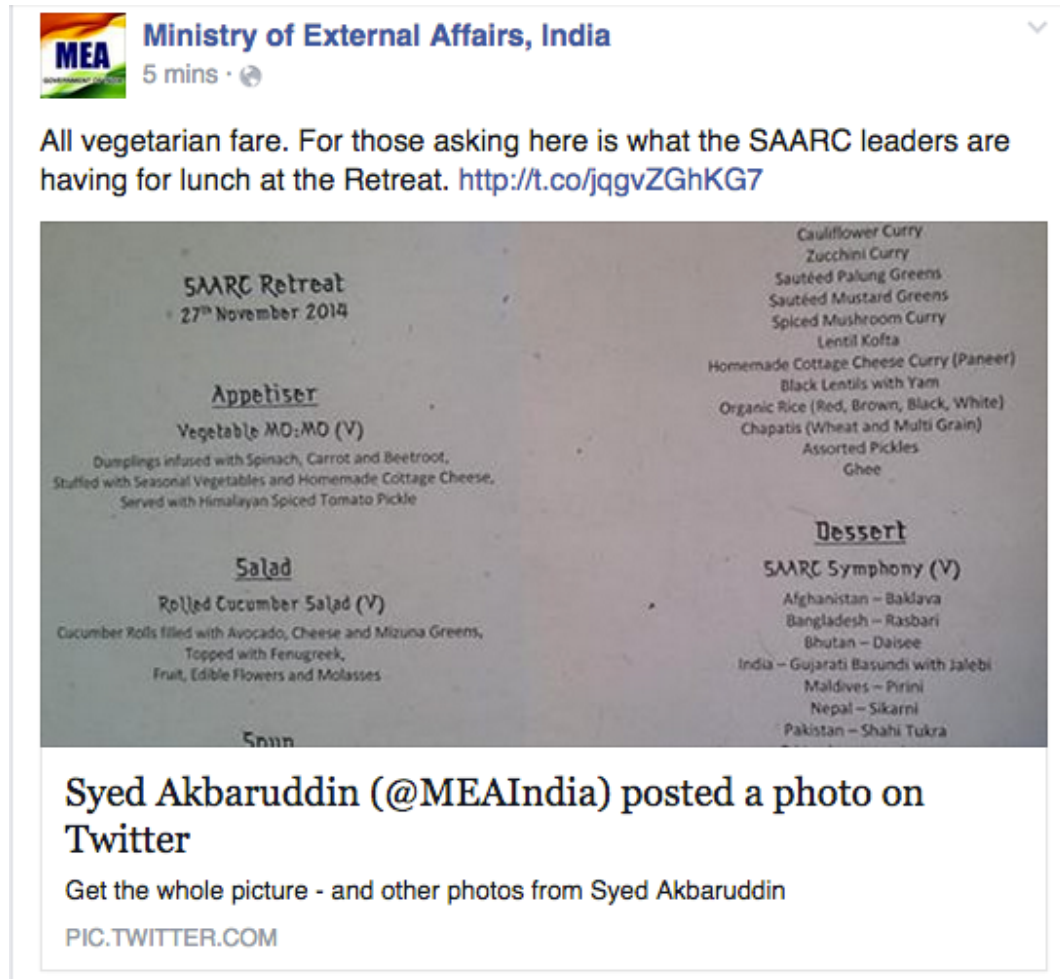 MEA
GOVERNMENT OF INDIA
Ministry of External Affairs, India
5 mins ·
All vegetarian fare. For those asking here is what the SAARC leaders are
having for lunch at the Retreat. http://t.co/jqgvZGhKG7
SAARC Retreat
27th November 2014
Appetiser
Vegetable MO:MO (V)
Dumplings infused with Spinach, Carrot and Beetroot,
Stuffed with Seasonal Vegetables and Homemade Cottage Cheese,
Served with Himalayan Spiced Tomato Pickle
Salad
Rolled Cucumber Salad (V)
Cucumber Rolls filled with Avocado, Cheese and Mizuna Greens,
Topped with Fenugreek,
Fruit, Edible Flowers and Molasses
Soup
Cauliflower Curry
Zucchini Curry
Sautéed Palung Greens
Sautéed Mustard Greens
Spiced Mushroom Curry
Lentil Kofta
Homemade Cottage Cheese Curry (Paneer)
Black Lentils with Yam
Organic Rice (Red, Brown, Black, White)
Chapatis (Wheat and Multi Grain)
Assorted Pickles
Ghee
Dessert
SAARC Symphony (V)
Afghanistan – Baklava
Bangladesh – Rasbari
Bhutan – Daisee
India – Gujarati Basundi with Jalebi
Maldives – Pirini
Nepal – Sikarni
Pakistan – Shahi Tukra
Syed Akbaruddin (@MEAIndia) posted a photo on
Twitter
Get the whole picture - and other photos from Syed Akbaruddin
PIC.TWITTER.COM